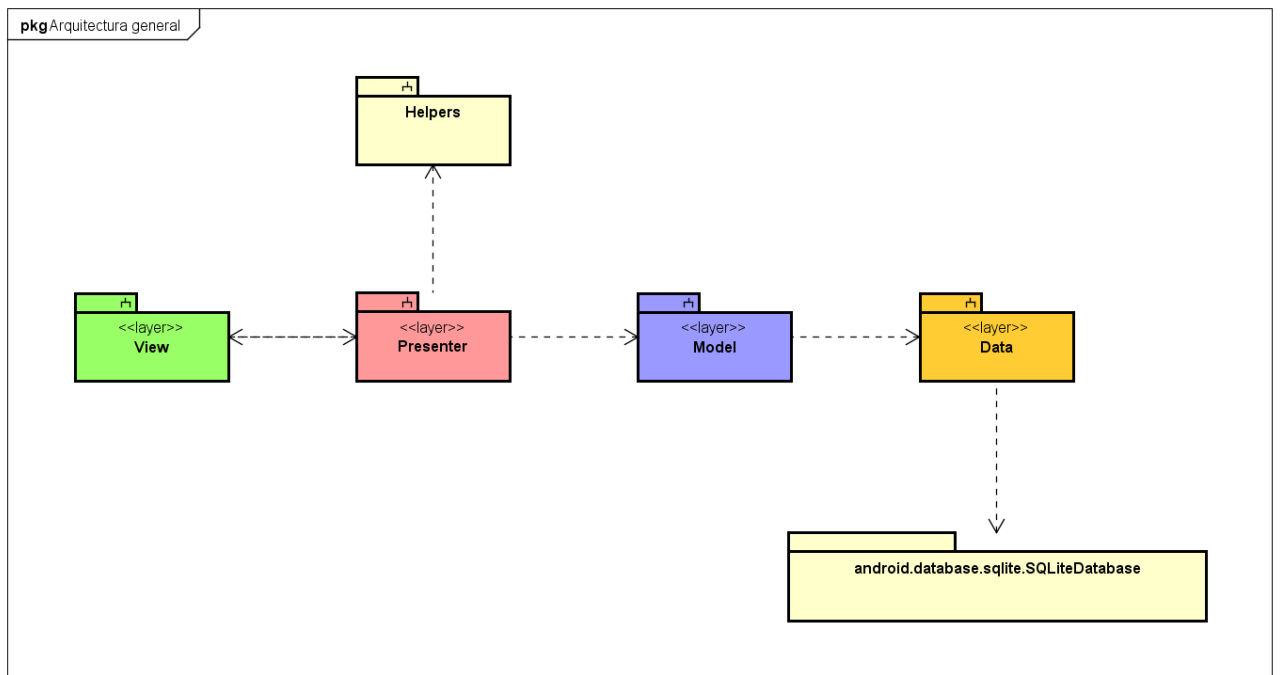 pkg Arquitectura general
Helpers
<<layer>>
View
<<layer>>
Presenter
<<layer>>
Model
<<layer>>
Data
android.database.sqlite.SQLiteDatabase